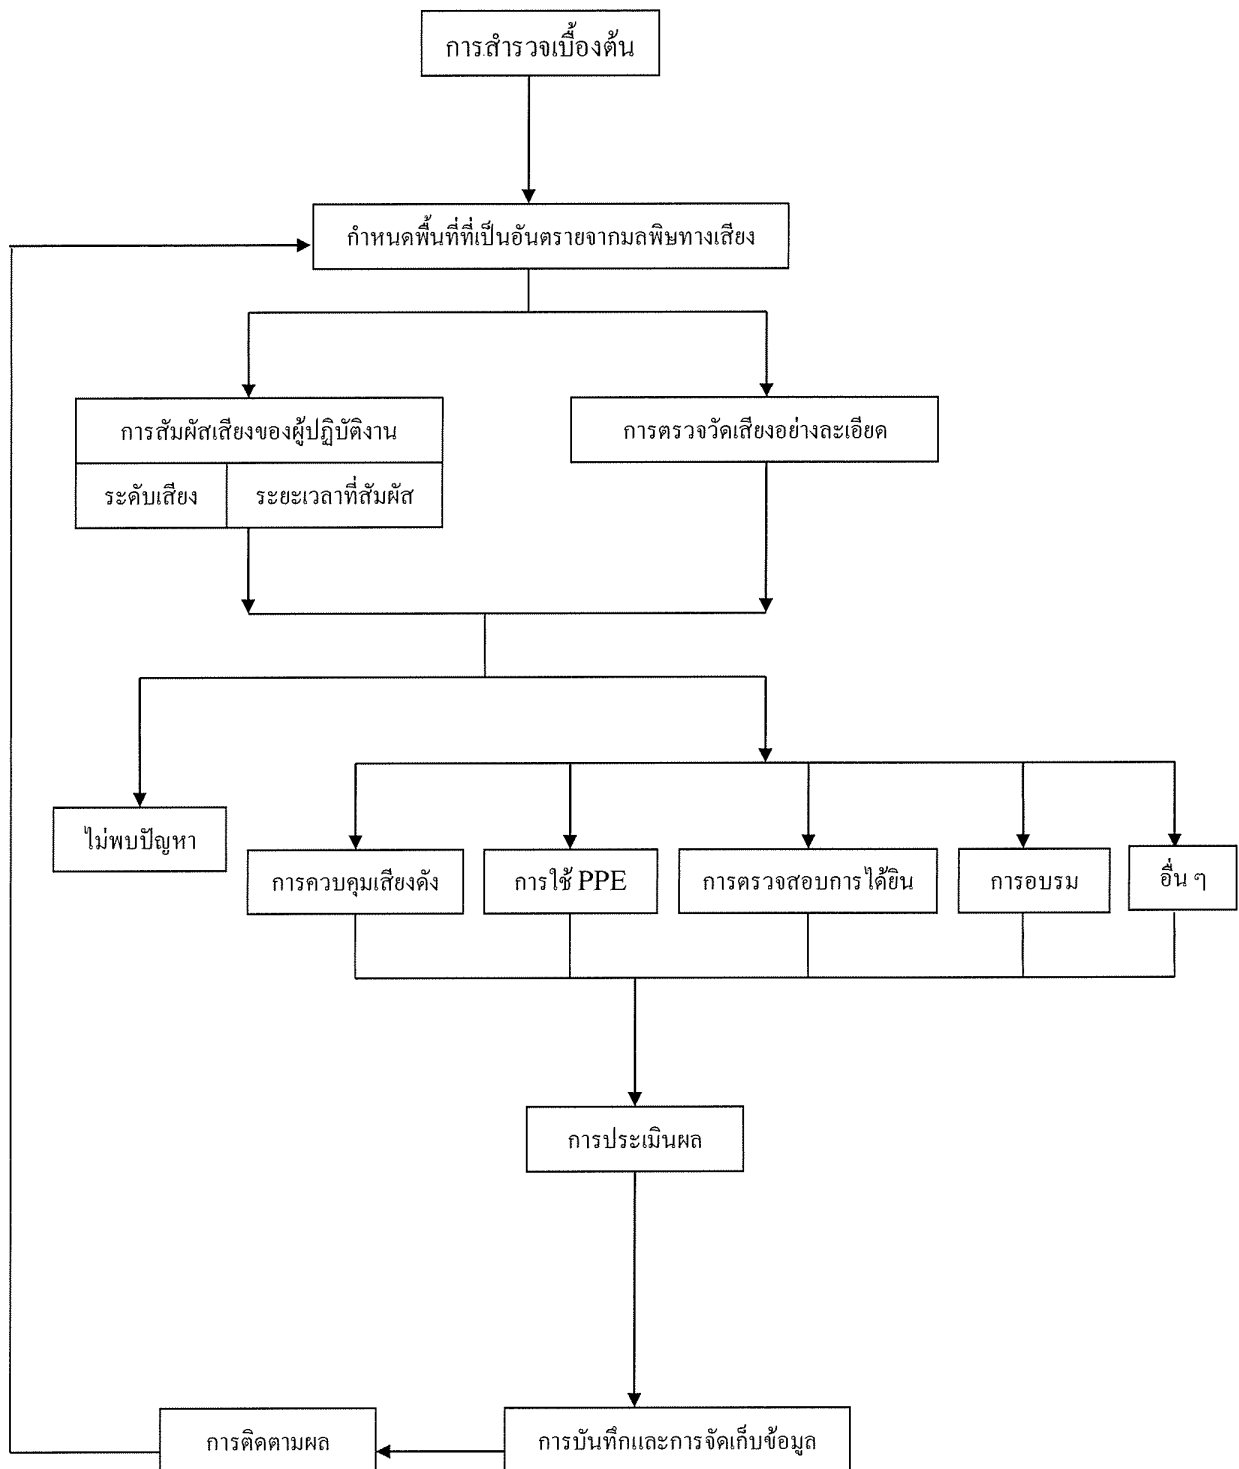 การสำรวจเบื้องต้น
กำหนดพื้นที่ที่เป็นอันตรายจากมลพิษทางเสียง
การสัมผัสเสียงของผู้ปฏิบัติงาน
การตรวจวัดเสียงอย่างละเอียด
ระดับเสียง
ระยะเวลาที่สัมผัส
ไม่พบปัญหา
การควบคุมเสียงดัง
การใช้ PPE
การตรวจสอบการได้ยิน
การอบรม
อื่น ๆ
การประเมินผล
การติดตามผล
การบันทึกและการจัดเก็บข้อมูล